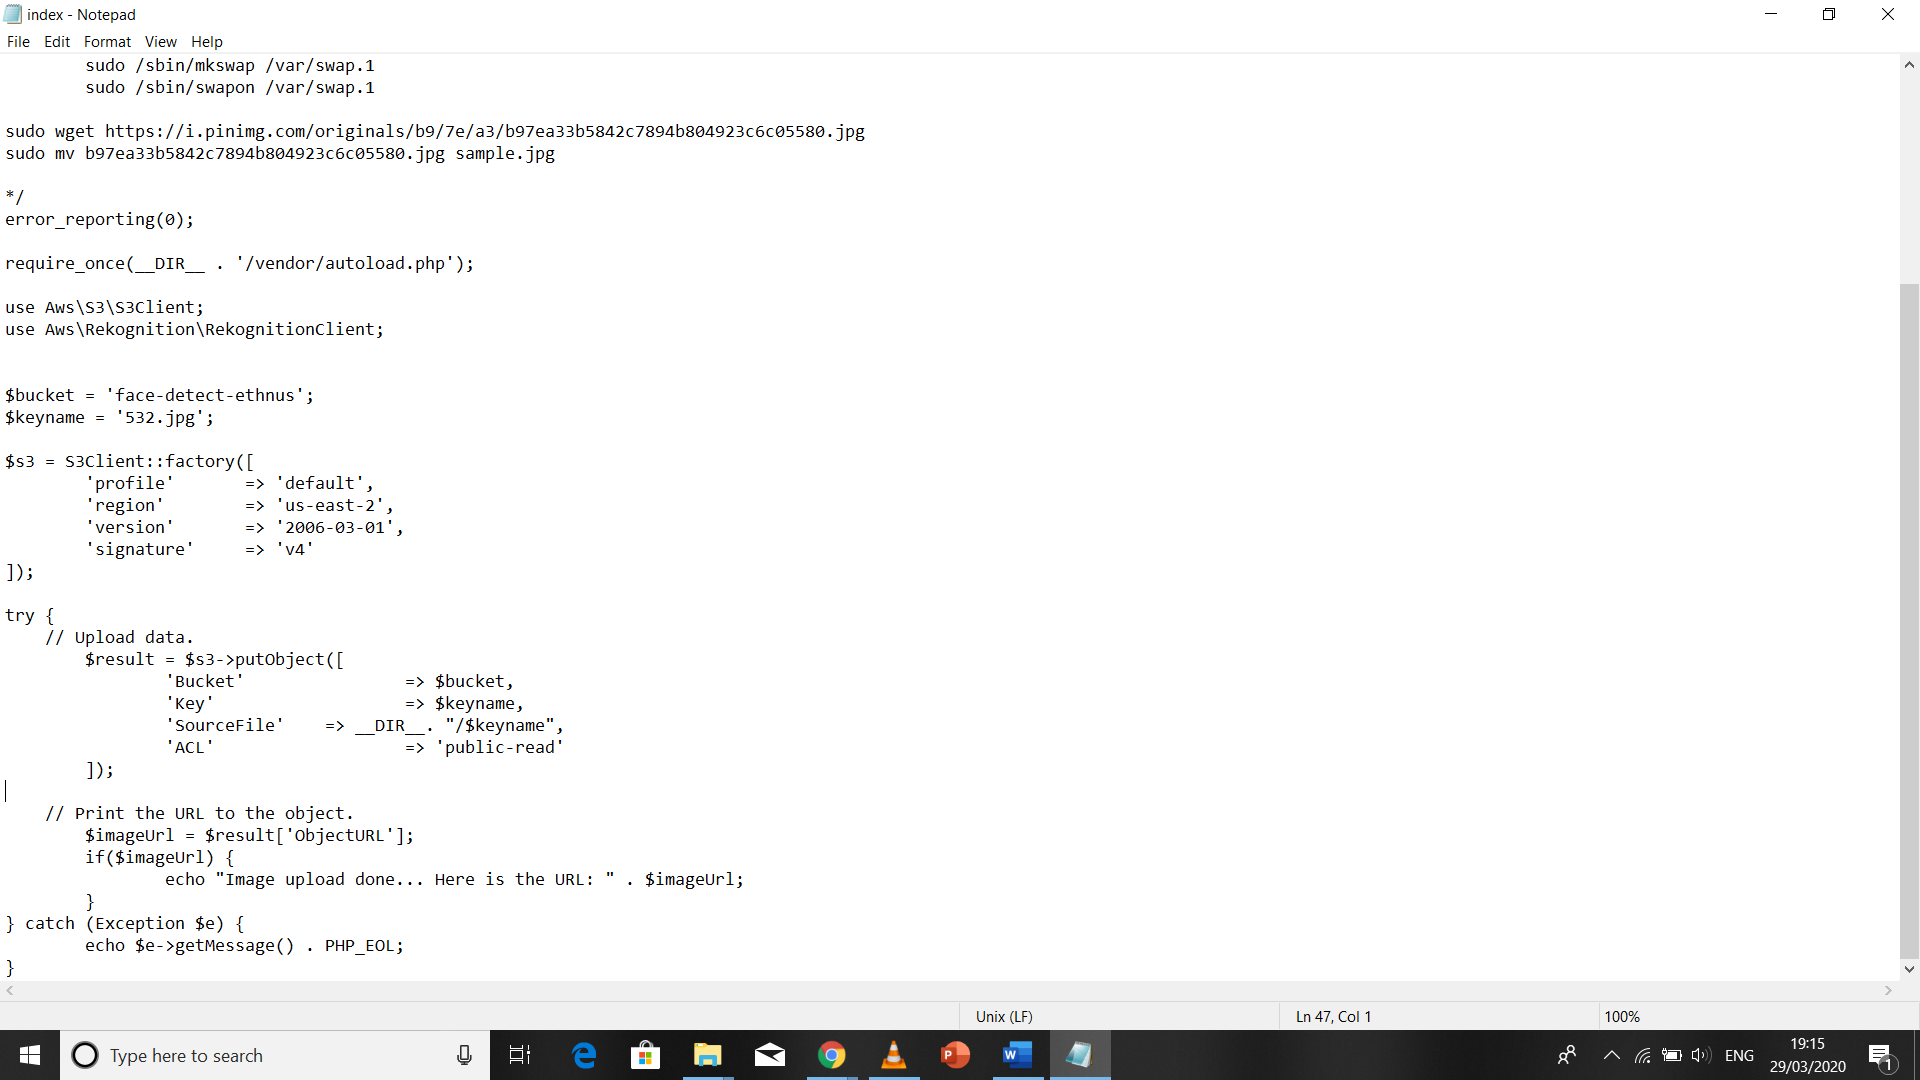 index - Notepad
File Edit Format View Help
sudo /sbin/mkswap /var/swap.1
sudo /sbin/swapon /var/swap.1
sudo wget https://i.pinimg.com/originals/b9/7e/a3/b97ea33b5842c7894b804923c6c05580.jpg
sudo mv b97ea33b5842c7894b804923c6c05580.jpg sample.jpg
*/
error_reporting(0);
require_once(__DIR__ . '/vendor/autoload.php');
use Aws\S3\S3Client;
use Aws\Rekognition\RekognitionClient;
$bucket = 'face-detect-ethnus';
$keyname = '532.jpg';
$s3 = S3Client::factory([
'profile' => 'default',
'region' => 'us-east-2',
'version' => '2006-03-01',
'signature' => 'v4'
]);
try {
// Upload data.
$result = $s3->putObject([
'Bucket' => $bucket,
'Key' => $keyname,
'SourceFile' => __DIR__. "/$keyname",
'ACL' => 'public-read'
]);
// Print the URL to the object.
$imageUrl = $result['ObjectURL'];
if($imageUrl) {
echo "Image upload done... Here is the URL: " . $imageUrl;
}
} catch (Exception $e) {
echo $e->getMessage() . PHP_EOL;
}
Unix (LF) Ln 47, Col 1 100%
Type here to search
ENG
19:15
29/03/2020
1